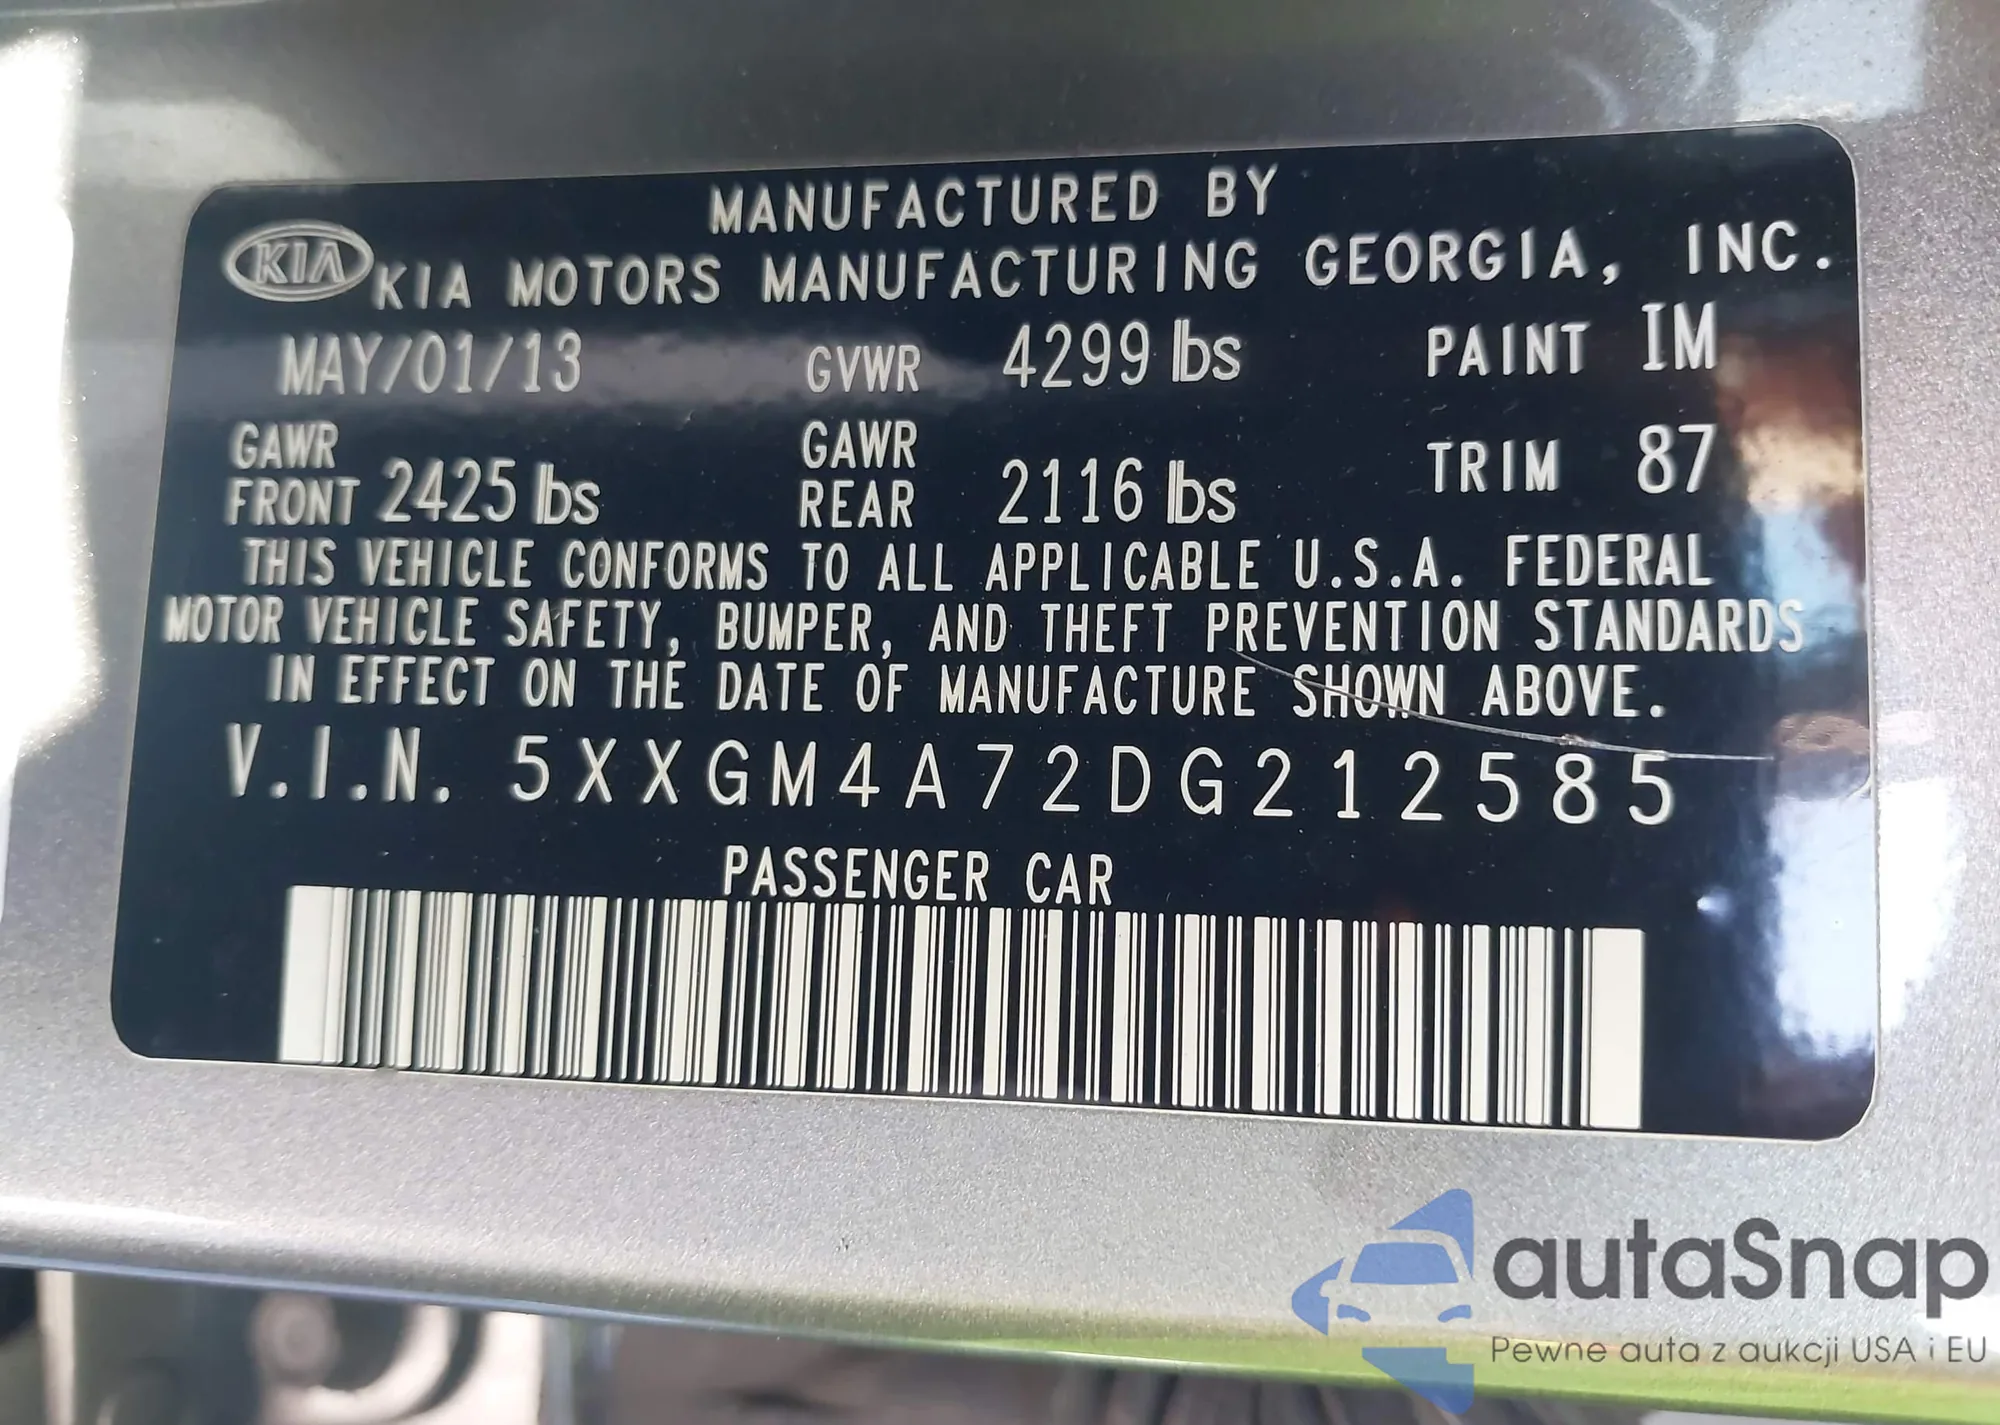 MANUFACTURED BY
KIA KIA MOTORS MANUFACTURING GEORGIA, INC.
MAY/01/13 GVWR 4299 lbs PAINT IM
GAWR FRONT 2425 lbs GAWR REAR 2116 lbs TRIM 87
THIS VEHICLE CONFORMS TO ALL APPLICABLE U.S.A. FEDERAL
MOTOR VEHICLE SAFETY, BUMPER, AND THEFT PREVENTION STANDARDS
IN EFFECT ON THE DATE OF MANUFACTURE SHOWN ABOVE.
V.I.N. 5XXGM4A72DG212585
PASSENGER CAR
autaSnap
Pewne auta z aukcji USA i EU